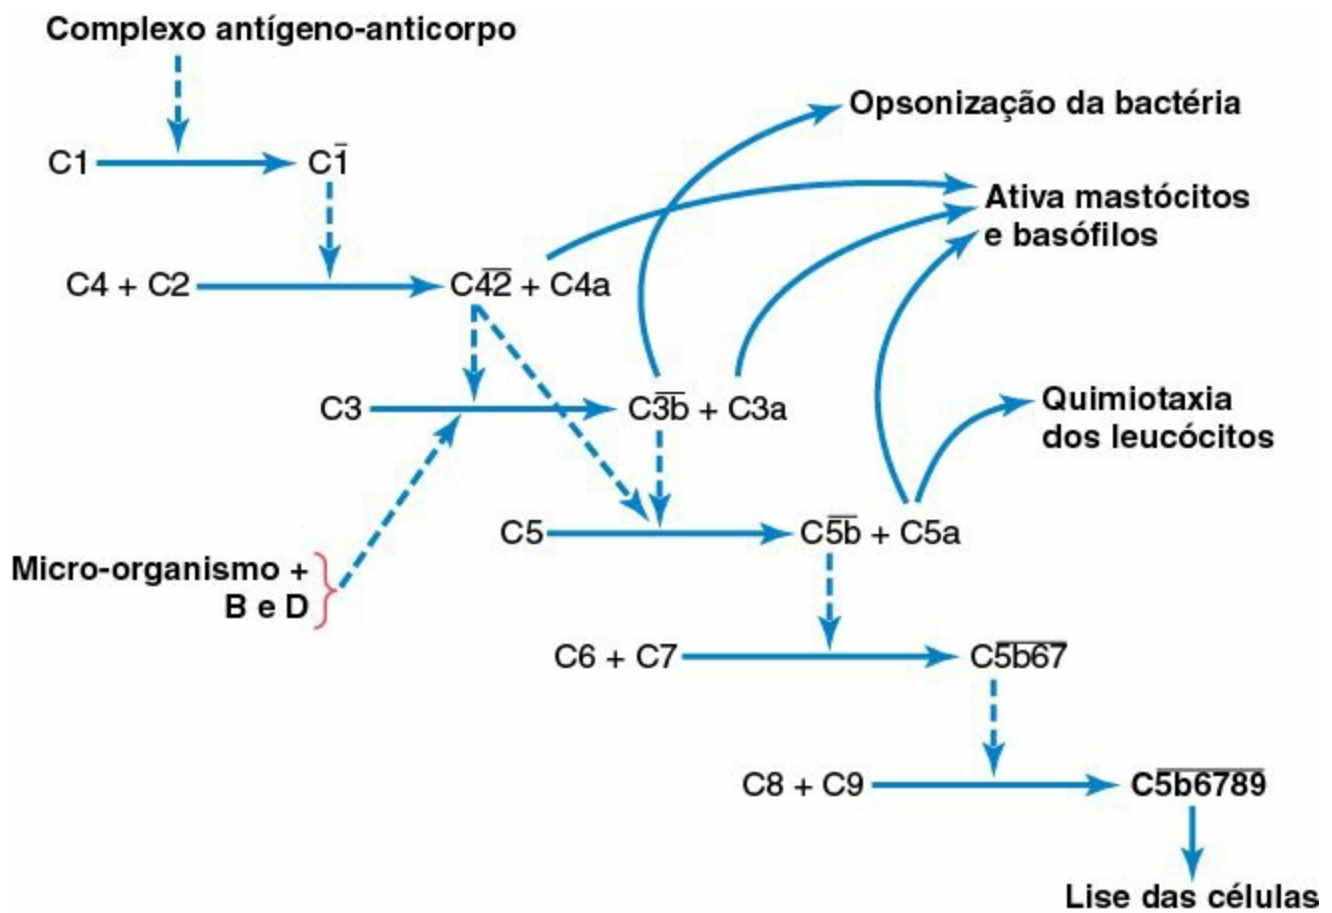 Complexo antígeno-anticorpo
Opsonização da bactéria
C1
C1̅
Ativa mastócitos
e basófilos
C4 + C2
C4̅2̅ + C4a
C3
C3̅b̅ + C3a
Quimiotaxia
dos leucócitos
C5
C5̅b̅ + C5a
Micro-organismo +
B e D
C6 + C7
C5̅b̅6̅7̅
C8 + C9
C5̅b̅6̅7̅8̅9̅
Lise das células